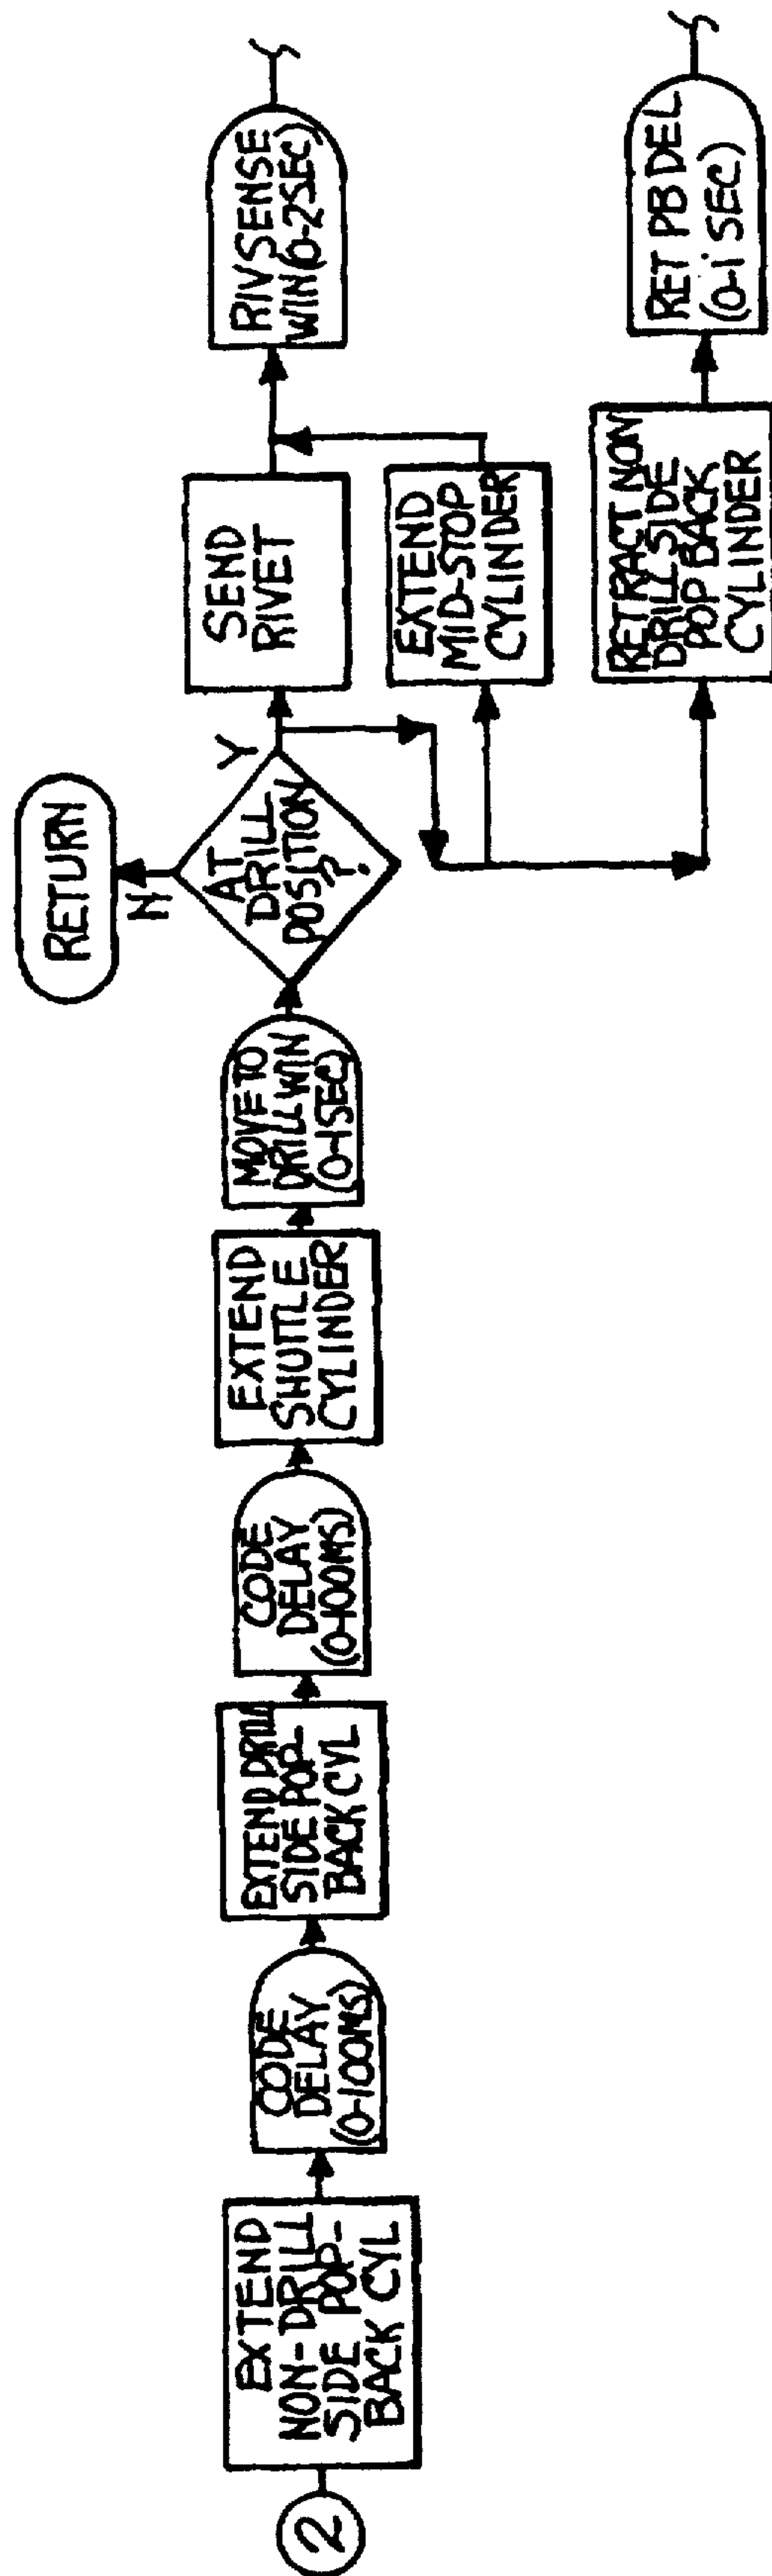 2
EXTEND
NON-DRILL
SIDE POP-
BACK CYL
CODE
DELAY
(0-100MS)
EXTEND DRILL
SIDE POP-
BACK CYL
CODE
DELAY
(0-100MS)
EXTEND
SHUTTLE
CYLINDER
MOVE TO
DRILL WIN
(0-1SEC)
AT
DRILL
POSITION
?
N
RETURN
Y
SEND
RIVET
RIVSENSE
WIN(0-2SEC)
EXTEND
MID-STOP
CYLINDER
RETRACT NON
DRILL SIDE
POP BACK
CYLINDER
RET PB DEL
(0-1 SEC)